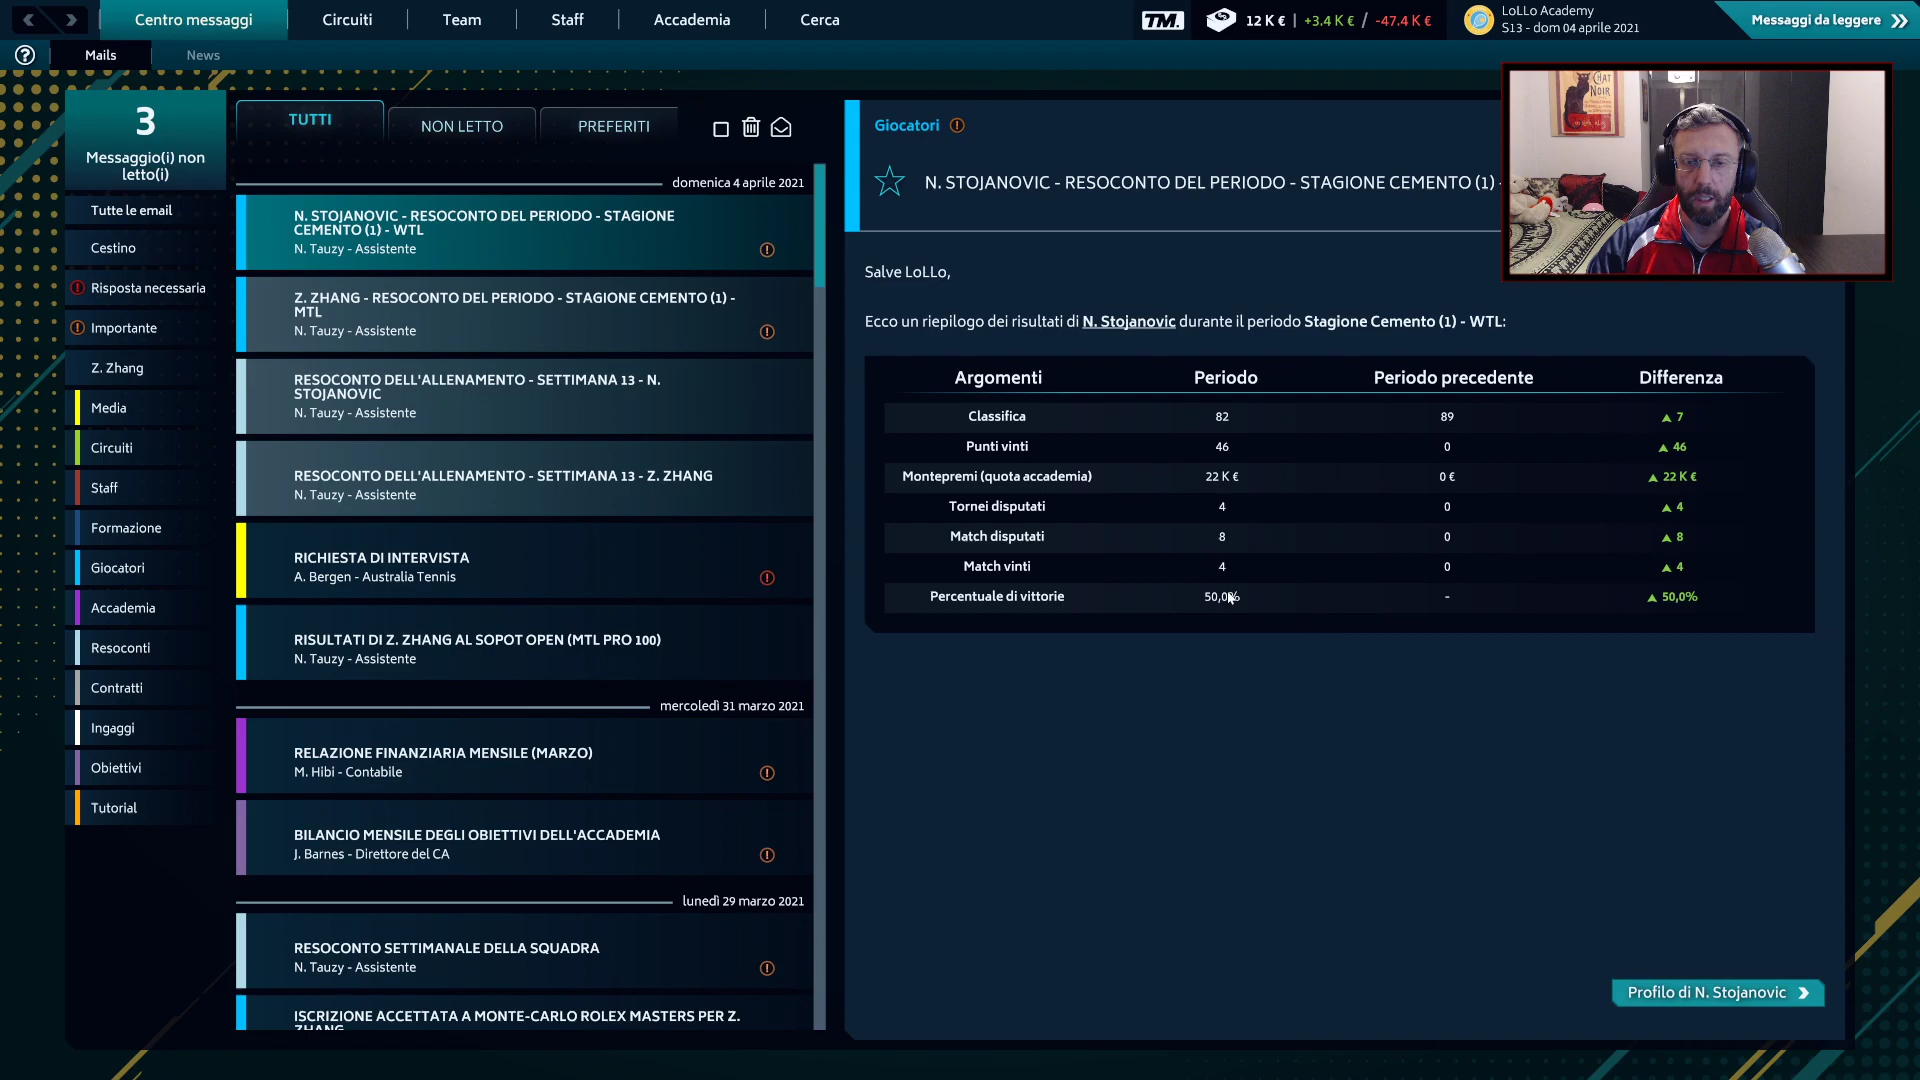 Centro messaggi
Circuiti
Team
Staff
Accademia
Cerca
TM.
12 K € | +3.4 K € / -47.4 K €
LoLLo Academy
S13 - dom 04 aprile 2021
Messaggi da leggere
?
Mails
News
3
Messaggio(i) non
letto(i)
Tutte le email
Cestino
Risposta necessaria
Importante
Z. Zhang
Media
Circuiti
Staff
Formazione
Giocatori
Accademia
Resoconti
Contratti
Ingaggi
Obiettivi
Tutorial
TUTTI
NON LETTO
PREFERITI
domenica 4 aprile 2021
N. STOJANOVIC - RESOCONTO DEL PERIODO - STAGIONE
CEMENTO (1) - WTL
N. Tauzy - Assistente
Z. ZHANG - RESOCONTO DEL PERIODO - STAGIONE CEMENTO (1) -
MTL
N. Tauzy - Assistente
RESOCONTO DELL'ALLENAMENTO - SETTIMANA 13 - N.
STOJANOVIC
N. Tauzy - Assistente
RESOCONTO DELL'ALLENAMENTO - SETTIMANA 13 - Z. ZHANG
N. Tauzy - Assistente
RICHIESTA DI INTERVISTA
A. Bergen - Australia Tennis
RISULTATI DI Z. ZHANG AL SOPOT OPEN (MTL PRO 100)
N. Tauzy - Assistente
mercoledì 31 marzo 2021
RELAZIONE FINANZIARIA MENSILE (MARZO)
M. Hibi - Contabile
BILANCIO MENSILE DEGLI OBIETTIVI DELL'ACCADEMIA
J. Barnes - Direttore del CA
lunedì 29 marzo 2021
RESOCONTO SETTIMANALE DELLA SQUADRA
N. Tauzy - Assistente
ISCRIZIONE ACCETTATA A MONTE-CARLO ROLEX MASTERS PER Z.
ZHANG
Giocatori
N. STOJANOVIC - RESOCONTO DEL PERIODO - STAGIONE CEMENTO (1) -
CHAT
NOIR
Salve LoLLo,
Ecco un riepilogo dei risultati di N. Stojanovic durante il periodo Stagione Cemento (1) - WTL:
Argomenti Periodo Periodo precedente Differenza
Classifica 82 89 ▲ 7
Punti vinti 46 0 ▲ 46
Montepremi (quota accademia) 22 K € 0 € ▲ 22 K €
Tornei disputati 4 0 ▲ 4
Match disputati 8 0 ▲ 8
Match vinti 4 0 ▲ 4
Percentuale di vittorie 50,0% - ▲ 50,0%
Profilo di N. Stojanovic